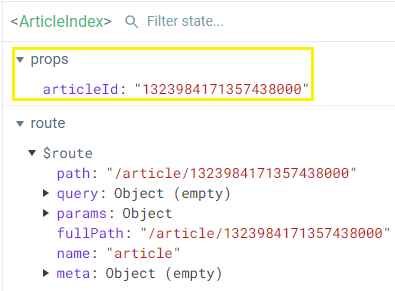 <ArticleIndex> Filter state...
props
articleId: "1323984171357438000"
route
$route
path: "/article/1323984171357438000"
query: Object (empty)
params: Object
fullPath: "/article/1323984171357438000"
name: "article"
meta: Object (empty)